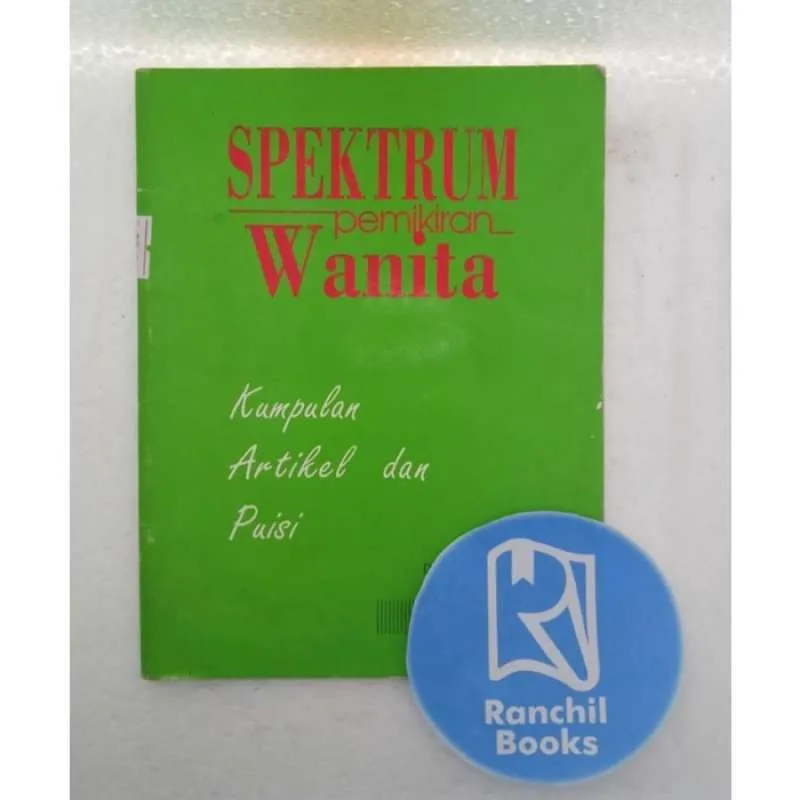 SPEKTRUM
pemikiran
Wanita
Kumpulan
Artikel dan
Puisi
Ranchil
Books